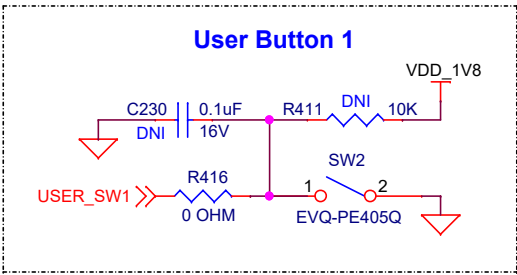 User Button 1
VDD_1V8
C230 0.1uF R411 DNI 10K
DNI 16V
R416 SW2
USER_SW1 1 2
0 OHM EVQ-PE405Q